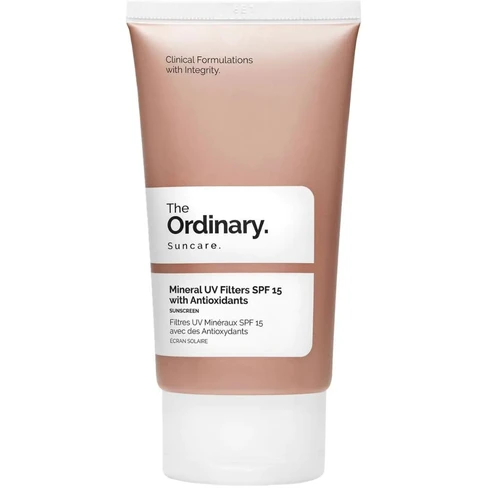 Clinical Formulations
with Integrity.
The
Ordinary.
Suncare.
Mineral UV Filters SPF 15
with Antioxidants
SUNSCREEN
Filtres UV Minéraux SPF 15
avec des Antioxydants
ECRAN SOLAIRE